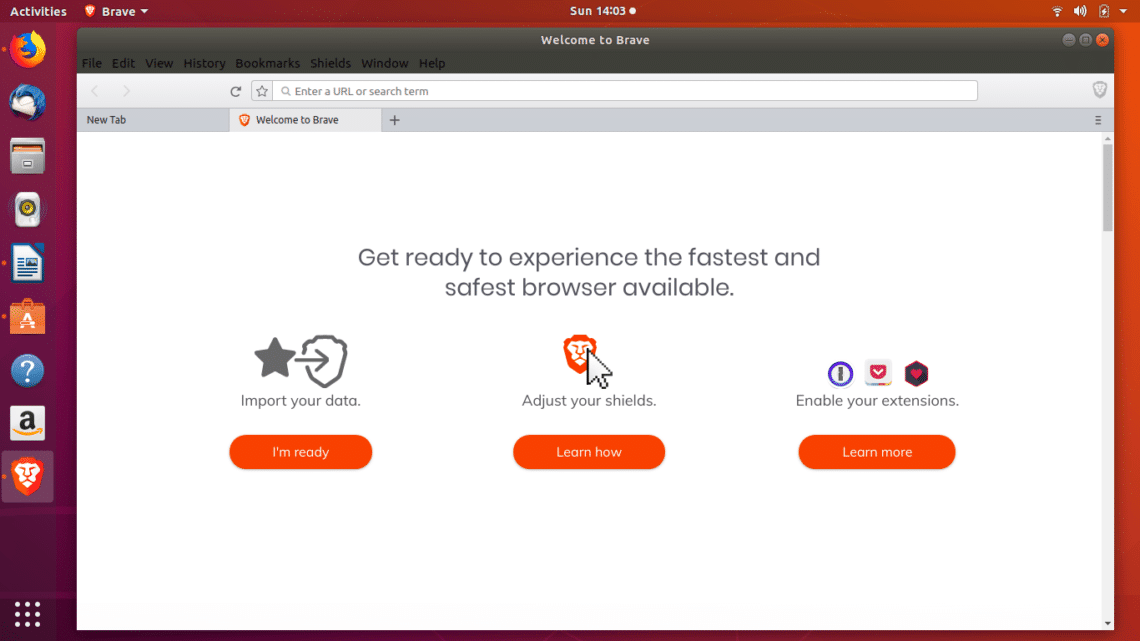 Activities
Brave
Sun 14:03
Welcome to Brave
File Edit View History Bookmarks Shields Window Help
Enter a URL or search term
New Tab
Welcome to Brave
Get ready to experience the fastest and
safest browser available.
Import your data.
Adjust your shields.
Enable your extensions.
I'm ready
Learn how
Learn more